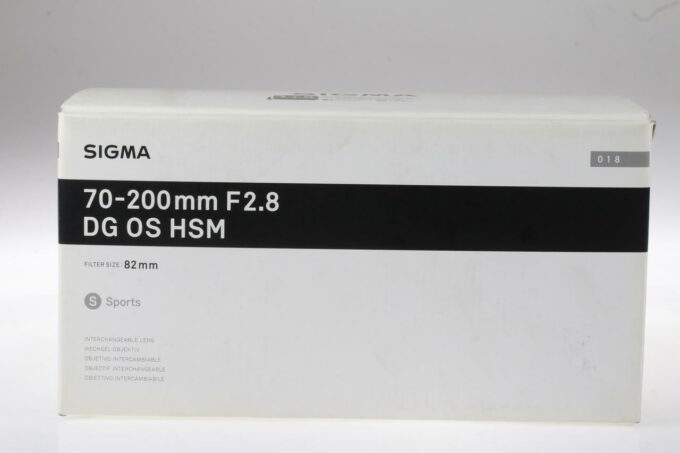 SIGMA
SIGMA
018
70-200mm F2.8
DG OS HSM
FILTER SIZE : 82mm
S Sports
INTERCHANGEABLE LENS
WECHSEL OBJEKTIV
OBJETIVO INTERCAMBIABLE
OBJECTIF INTERCHANGEABLE
OBIETTIVO INTERCAMBIABILE